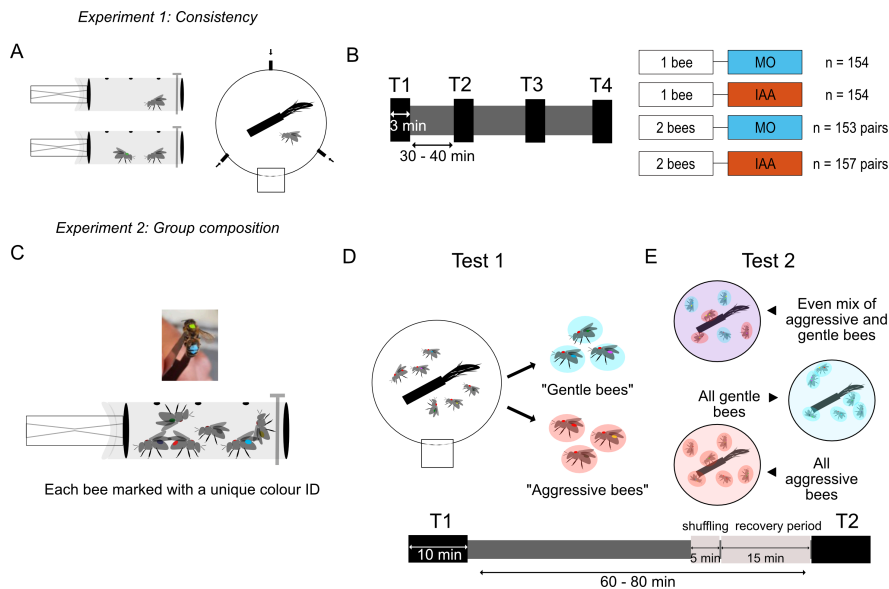 Experiment 1: Consistency
A
B
T1
T2
T3
T4
3 min
30 - 40 min
1 bee
MO
n = 154
1 bee
IAA
n = 154
2 bees
MO
n = 153 pairs
2 bees
IAA
n = 157 pairs
Experiment 2: Group composition
C
Each bee marked with a unique colour ID
D
Test 1
"Gentle bees"
"Aggressive bees"
E
Test 2
Even mix of
aggressive and
gentle bees
All gentle
bees
All
aggressive
bees
T1
shuffling
recovery period
T2
10 min
5 min
15 min
60 - 80 min